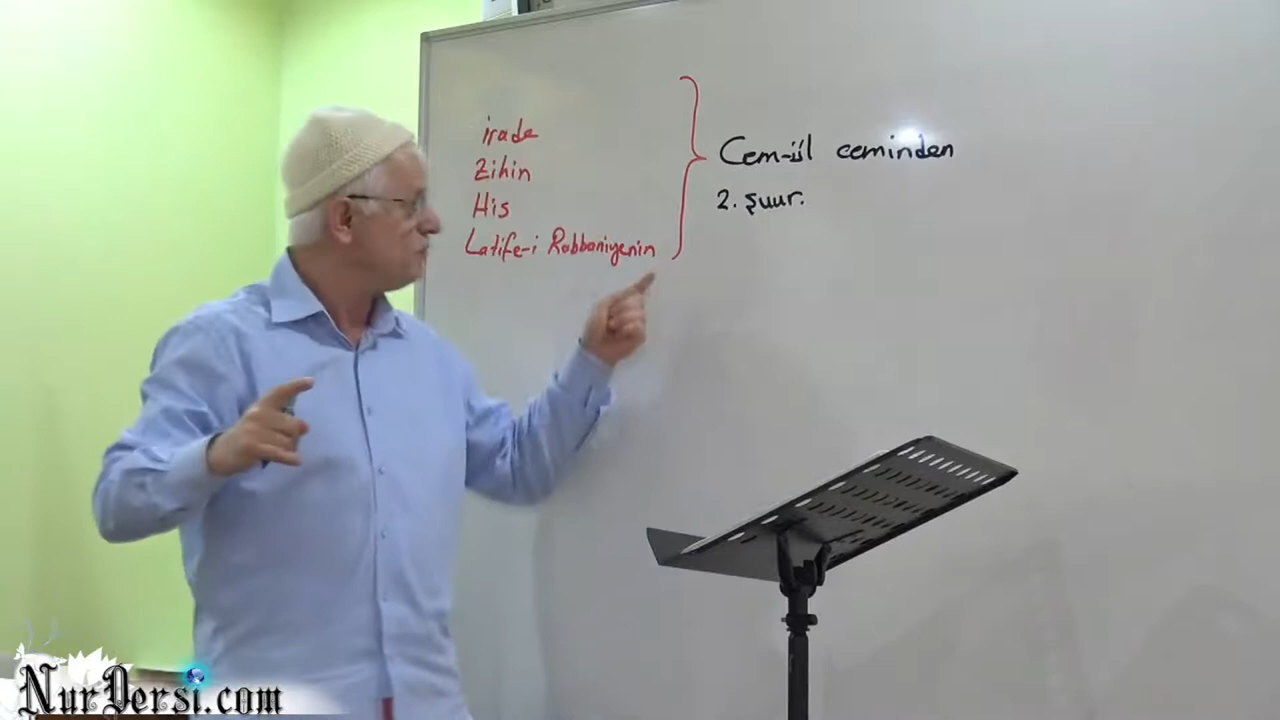 irade
Zihin
His
Latife-i Rabbaniyenin
Cem-ül ceminden
2. şuur.
NurDersi.com